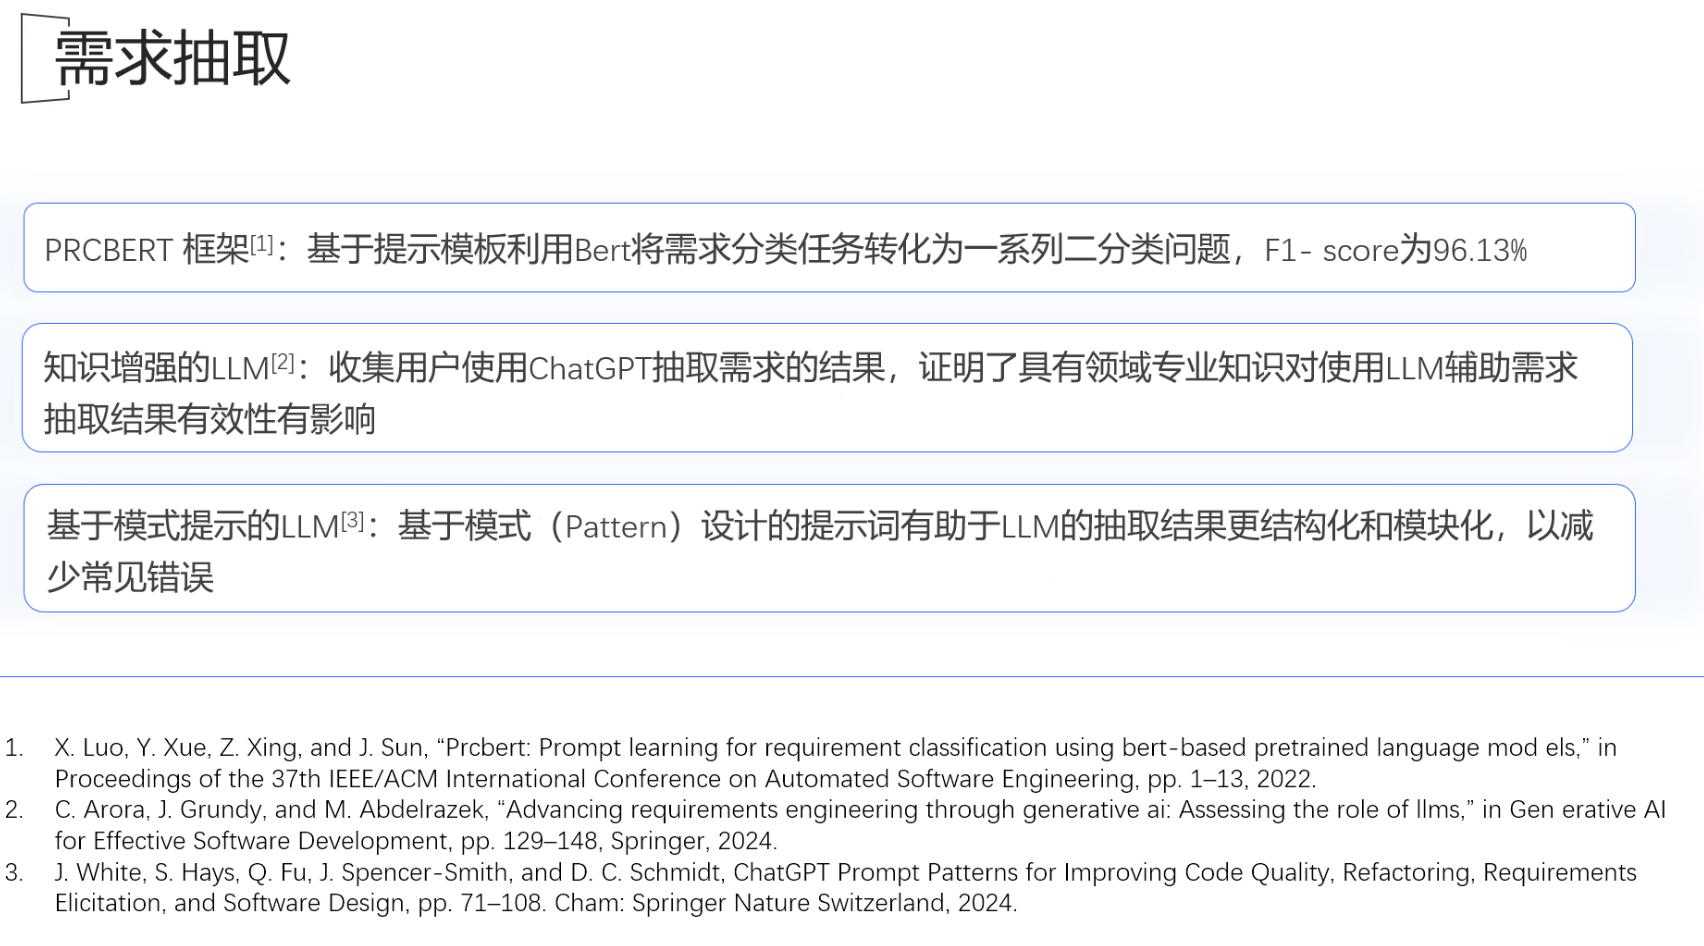 需求抽取
PRCBERT 框架[1]：基于提示模板利用Bert将需求分类任务转化为一系列二分类问题，F1- score为96.13%
知识增强的LLM[2]：收集用户使用ChatGPT抽取需求的结果，证明了具有领域专业知识对使用LLM辅助需求
抽取结果有效性有影响
基于模式提示的LLM[3]：基于模式（Pattern）设计的提示词有助于LLM的抽取结果更结构化和模块化，以减
少常见错误
1. X. Luo, Y. Xue, Z. Xing, and J. Sun, “Prcbert: Prompt learning for requirement classification using bert-based pretrained language mod els,” in
Proceedings of the 37th IEEE/ACM International Conference on Automated Software Engineering, pp. 1–13, 2022.
2. C. Arora, J. Grundy, and M. Abdelrazek, “Advancing requirements engineering through generative ai: Assessing the role of llms,” in Gen erative AI
for Effective Software Development, pp. 129–148, Springer, 2024.
3. J. White, S. Hays, Q. Fu, J. Spencer-Smith, and D. C. Schmidt, ChatGPT Prompt Patterns for Improving Code Quality, Refactoring, Requirements
Elicitation, and Software Design, pp. 71–108. Cham: Springer Nature Switzerland, 2024.